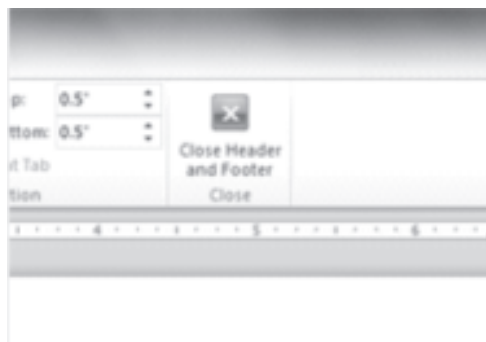 p: 0.5"
ttom: 0.5"
t Tab
tion
Close Header
and Footer
Close
4 5 6